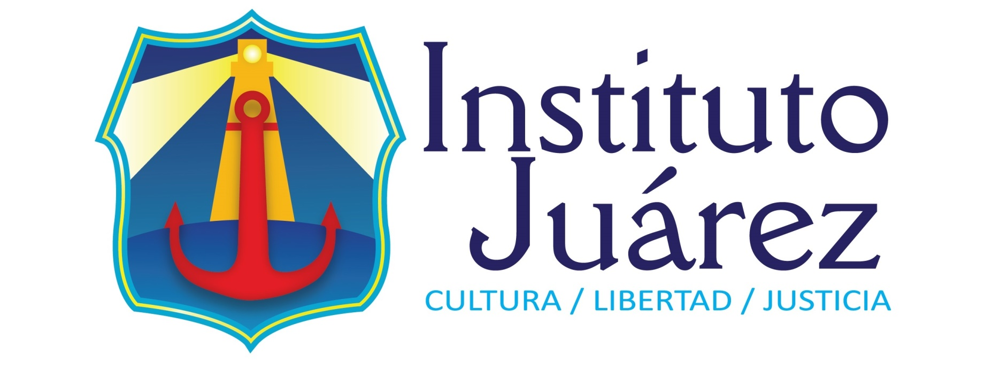 Instituto
Juárez
CULTURA / LIBERTAD / JUSTICIA